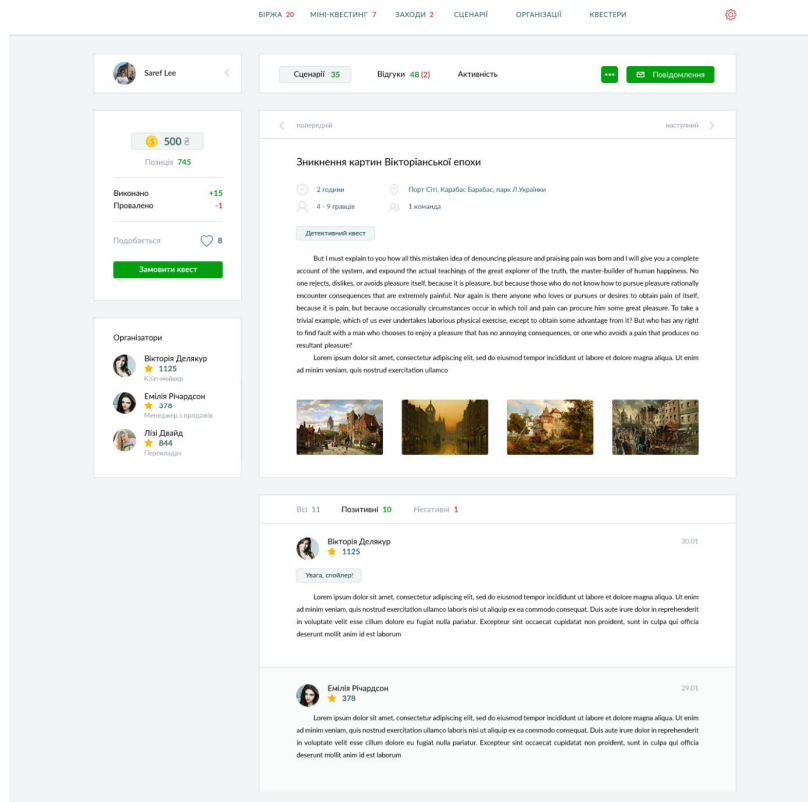 БІРЖА 20 МІНІ-КВЕСТИНГ 7 ЗАХОДИ 2 СЦЕНАРІЇ ОРГАНІЗАЦІЇ КВЕСТЕРИ
Saref Lee
Сценарії 35 Відгуки 48 (2) Активність
Повідомлення
500 ₴
Позиція 745
Виконано +15
Провалено -1
Подобається 8
Замовити квест
Організатори
Вікторія Делякур
1125
Кліп-мейкер
Емілія Річардсон
378
Менеджер з продажів
Лізі Двайд
844
Перекладач
попередній наступний
Зникнення картин Вікторіанської епохи
2 години Порт Сіті, Карабас Барабас, парк Л.Українки
4 - 9 гравців 1 команда
Детективний квест
But I must explain to you how all this mistaken idea of denouncing pleasure and praising pain was born and I will give you a complete
account of the system, and expound the actual teachings of the great explorer of the truth, the master-builder of human happiness. No
one rejects, dislikes, or avoids pleasure itself, because it is pleasure, but because those who do not know how to pursue pleasure rationally
encounter consequences that are extremely painful. Nor again is there anyone who loves or pursues or desires to obtain pain of itself,
because it is pain, but because occasionally circumstances occur in which toil and pain can procure him some great pleasure. To take a
trivial example, which of us ever undertakes laborious physical exercise, except to obtain some advantage from it? But who has any right
to find fault with a man who chooses to enjoy a pleasure that has no annoying consequences, or one who avoids a pain that produces no
resultant pleasure?
Lorem ipsum dolor sit amet, consectetur adipiscing elit, sed do eiusmod tempor incididunt ut labore et dolore magna aliqua. Ut enim
ad minim veniam, quis nostrud exercitation ullamco
Всі 11 Позитивні 10 Негативні 1
Вікторія Делякур 30.01
1125
Увага, спойлер!
Lorem ipsum dolor sit amet, consectetur adipiscing elit, sed do eiusmod tempor incididunt ut labore et dolore magna aliqua. Ut enim
ad minim veniam, quis nostrud exercitation ullamco laboris nisi ut aliquip ex ea commodo consequat. Duis aute irure dolor in reprehenderit
in voluptate velit esse cillum dolore eu fugiat nulla pariatur. Excepteur sint occaecat cupidatat non proident, sunt in culpa qui officia
deserunt mollit anim id est laborum
Емілія Річардсон 29.01
378
Lorem ipsum dolor sit amet, consectetur adipiscing elit, sed do eiusmod tempor incididunt ut labore et dolore magna aliqua. Ut enim
ad minim veniam, quis nostrud exercitation ullamco laboris nisi ut aliquip ex ea commodo consequat. Duis aute irure dolor in reprehenderit
in voluptate velit esse cillum dolore eu fugiat nulla pariatur. Excepteur sint occaecat cupidatat non proident, sunt in culpa qui officia
deserunt mollit anim id est laborum